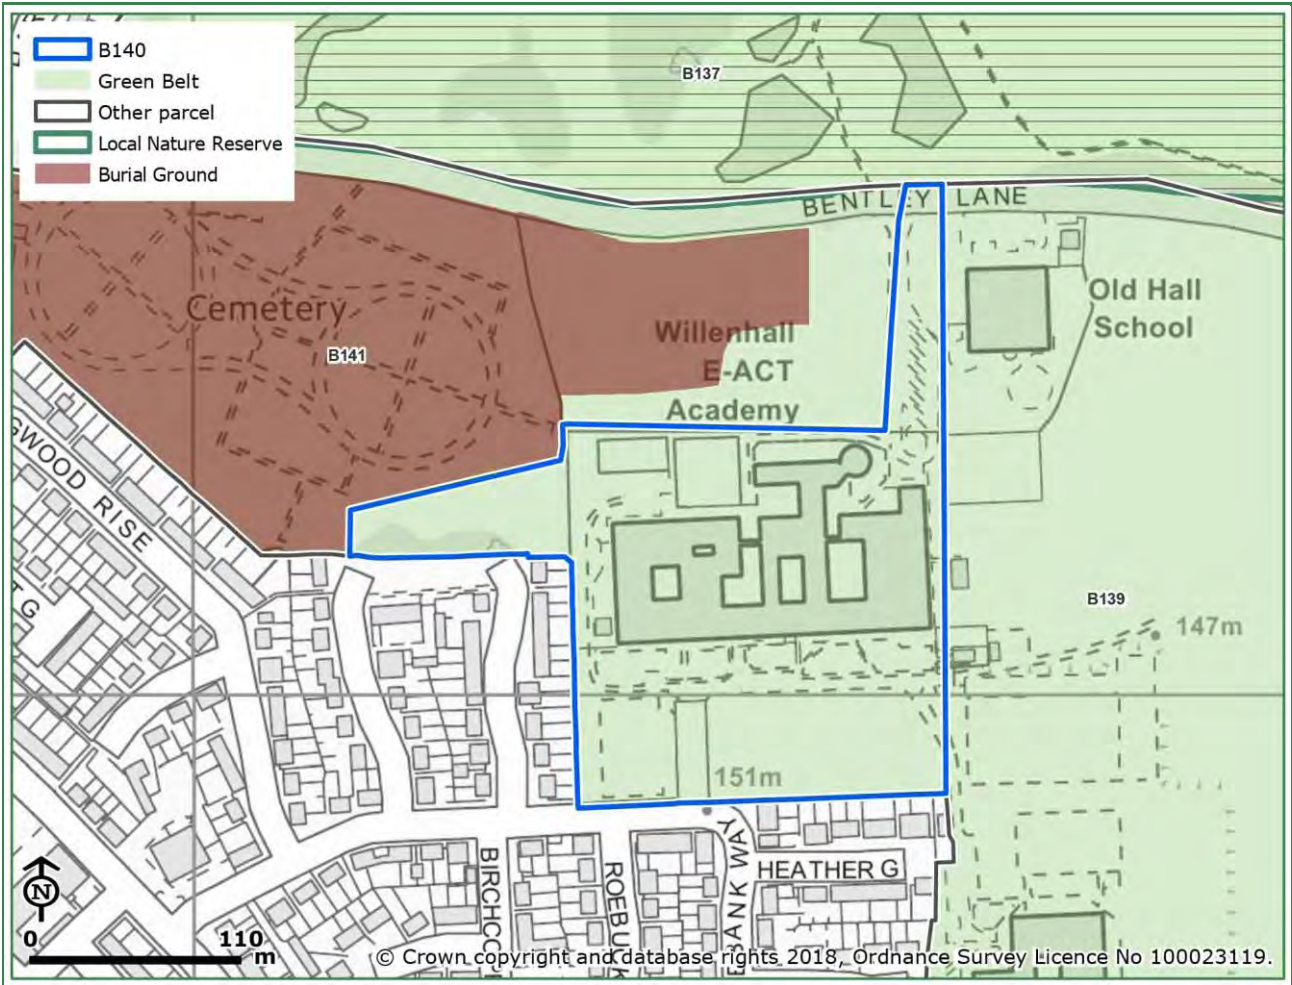 B140
Green Belt
Other parcel
Local Nature Reserve
Burial Ground
B137
BENTLEY LANE
Cemetery
B141
Willenhall
E-ACT
Academy
Old Hall
School
RISE
B139
147m
151m
HEATHER G
BANK WAY
N
0 110
m
© Crown copyright and database rights 2018, Ordnance Survey Licence No 100023119.